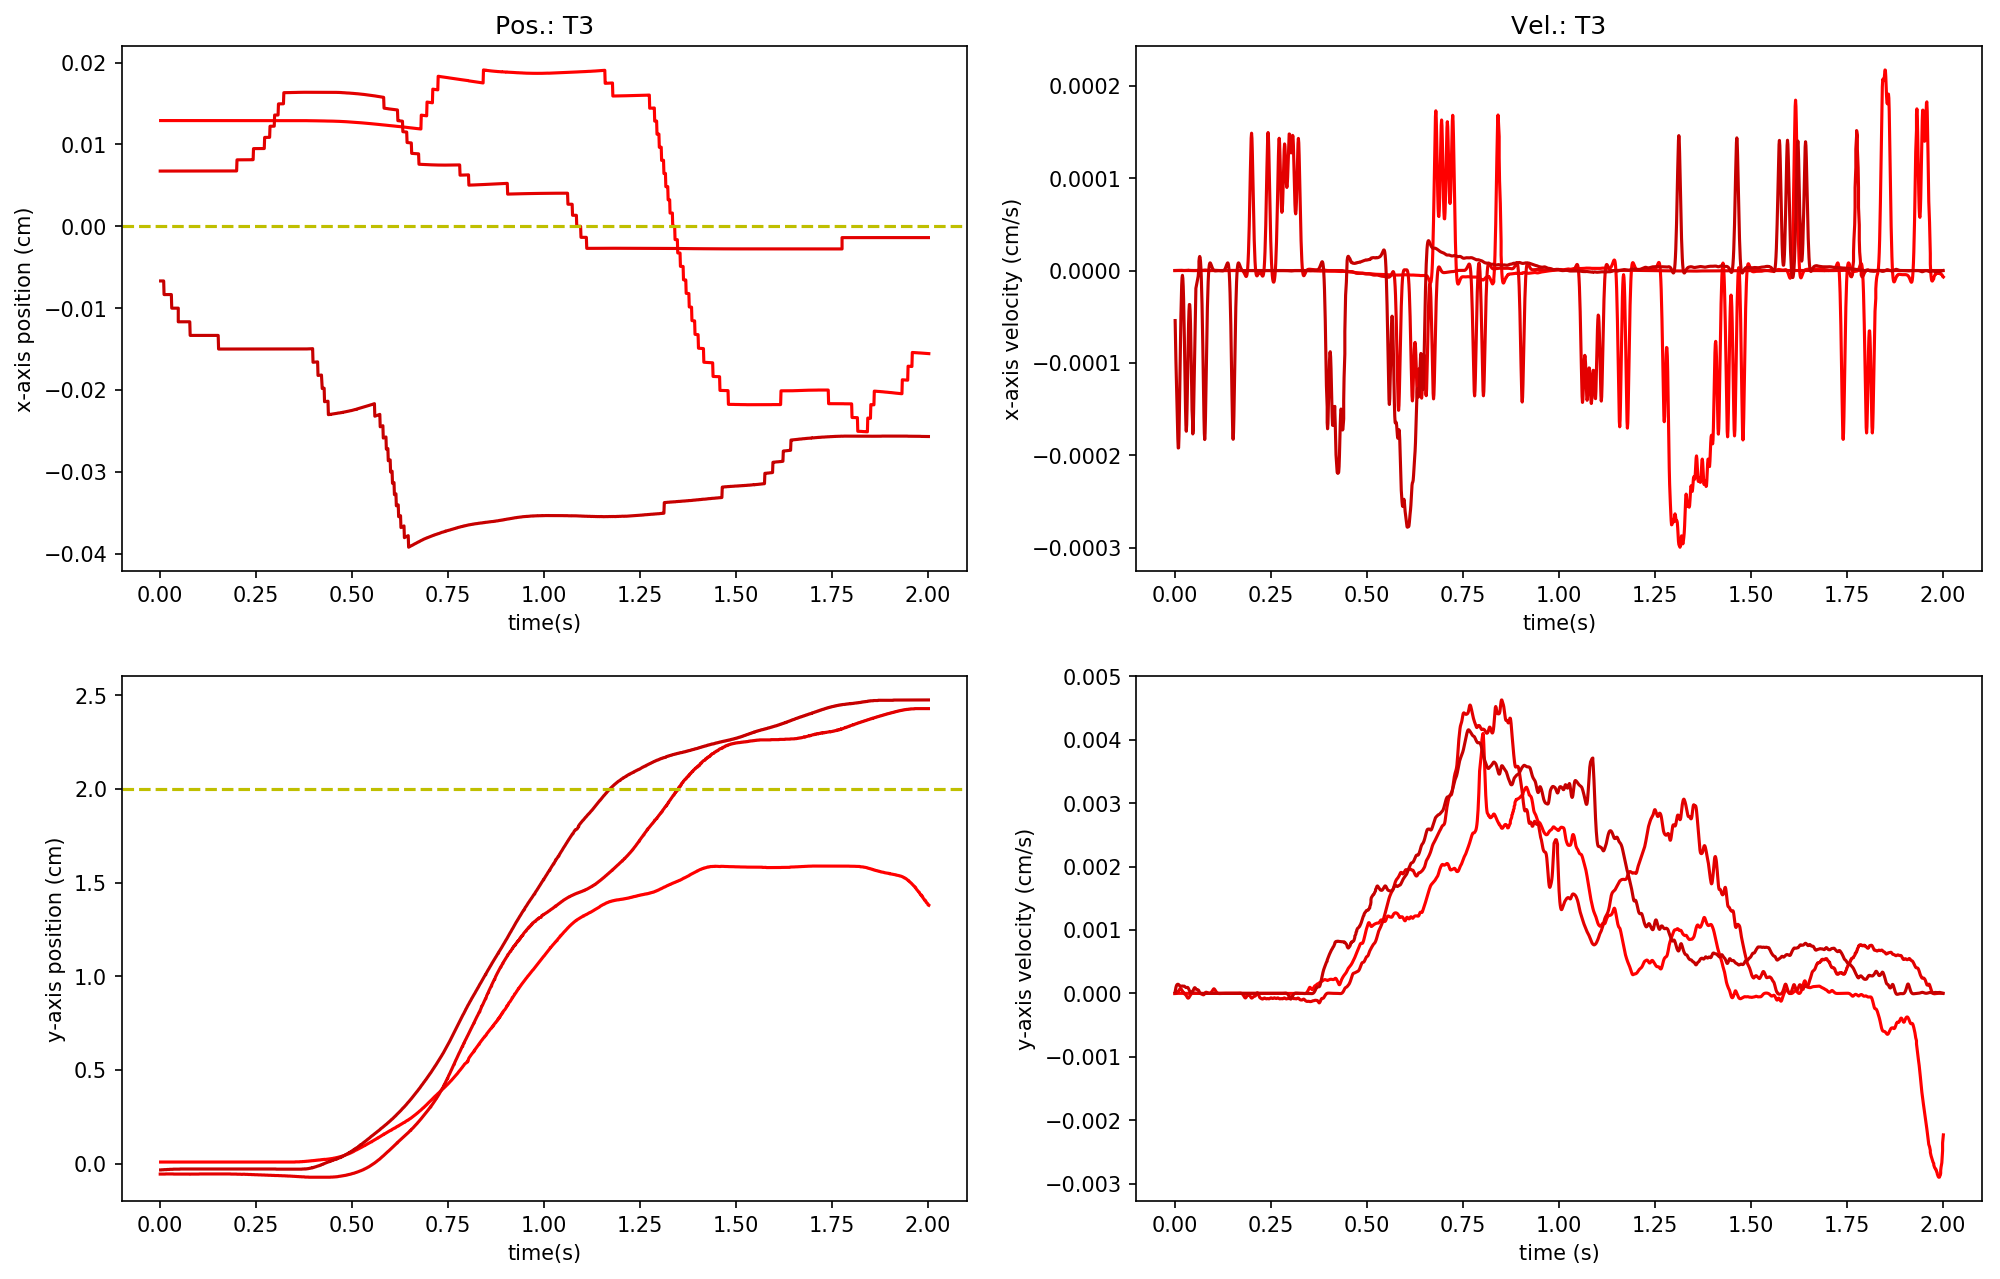 Pos.: T3
Vel.: T3
x-axis position (cm)
0.02
0.01
0.00
−0.01
−0.02
−0.03
−0.04
0.00 0.25 0.50 0.75 1.00 1.25 1.50 1.75 2.00
time(s)
x-axis velocity (cm/s)
0.0002
0.0001
0.0000
−0.0001
−0.0002
−0.0003
0.00 0.25 0.50 0.75 1.00 1.25 1.50 1.75 2.00
time(s)
y-axis position (cm)
2.5
2.0
1.5
1.0
0.5
0.0
0.00 0.25 0.50 0.75 1.00 1.25 1.50 1.75 2.00
time(s)
y-axis velocity (cm/s)
0.005
0.004
0.003
0.002
0.001
0.000
−0.001
−0.002
−0.003
0.00 0.25 0.50 0.75 1.00 1.25 1.50 1.75 2.00
time (s)